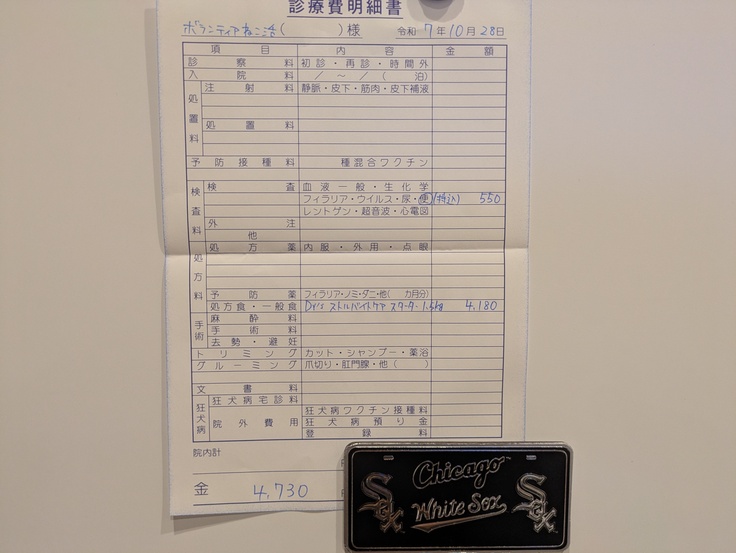 診療費明細書
ボランティアねこ活( )様 令和 7年10月28日
項目 内容 金額
診察料 初診・再診・時間外
入院料 / ~ / ( 泊)
処置料
注射料 静脈・皮下・筋肉・皮下補液
処置料
予防接種料 種混合ワクチン
検査料
検査 血液一般・生化学
フィラリア・ウイルス・尿・便 (持込) 550
レントゲン・超音波・心電図
外注
他
処方料
処方薬 内服・外用・点眼
予防薬 フィラリア・ノミ・ダニ・他( カ月分)
処方食・一般食 Dr's ケア スターター 1.5kg 4,180
手術
麻酔料
手術料
去勢・避妊
トリミング カット・シャンプー・薬浴
グルーミング 爪切り・肛門腺・他( )
文書料
狂犬病
狂犬病宅診料
院外費用 狂犬病ワクチン接種料
狂犬病預り金
登録料
院内計
金 4,730
Chicago
White Sox
Sox
Sox